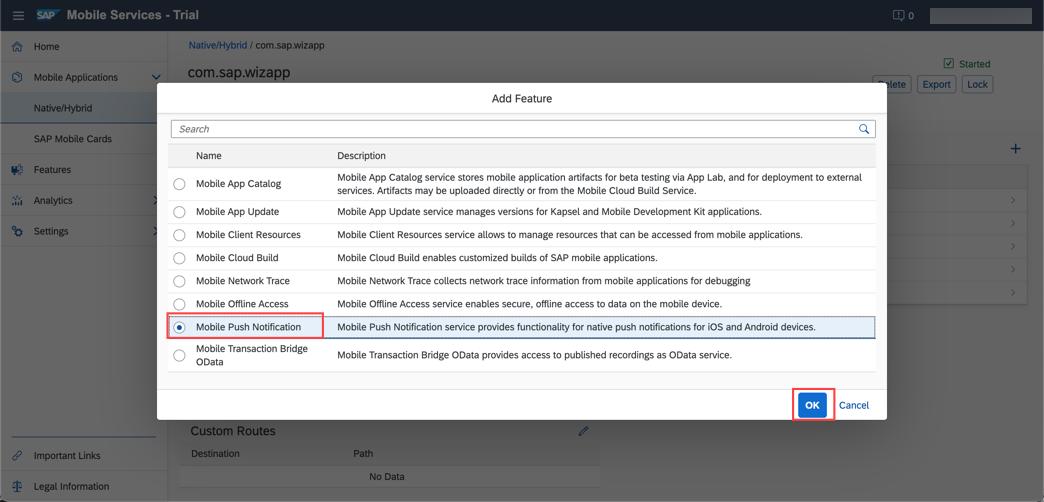 SAP Mobile Services - Trial
0
Home
Mobile Applications
Native/Hybrid
SAP Mobile Cards
Features
Analytics
Settings
Important Links
Legal Information
Native/Hybrid / com.sap.wizapp
com.sap.wizapp
Started
Delete Export Lock
Add Feature
Search
Name Description
Mobile App Catalog
Mobile App Catalog service stores mobile application artifacts for beta testing via App Lab, and for deployment to external
services. Artifacts may be uploaded directly or from the Mobile Cloud Build Service.
Mobile App Update Mobile App Update service manages versions for Kapsel and Mobile Development Kit applications.
Mobile Client Resources Mobile Client Resources service allows to manage resources that can be accessed from mobile applications.
Mobile Cloud Build Mobile Cloud Build enables customized builds of SAP mobile applications.
Mobile Network Trace Mobile Network Trace collects network trace information from mobile applications for debugging
Mobile Offline Access Mobile Offline Access service enables secure, offline access to data on the mobile device.
Mobile Push Notification Mobile Push Notification service provides functionality for native push notifications for iOS and Android devices.
Mobile Transaction Bridge
OData
Mobile Transaction Bridge OData provides access to published recordings as OData service.
OK Cancel
Custom Routes
Destination Path
No Data